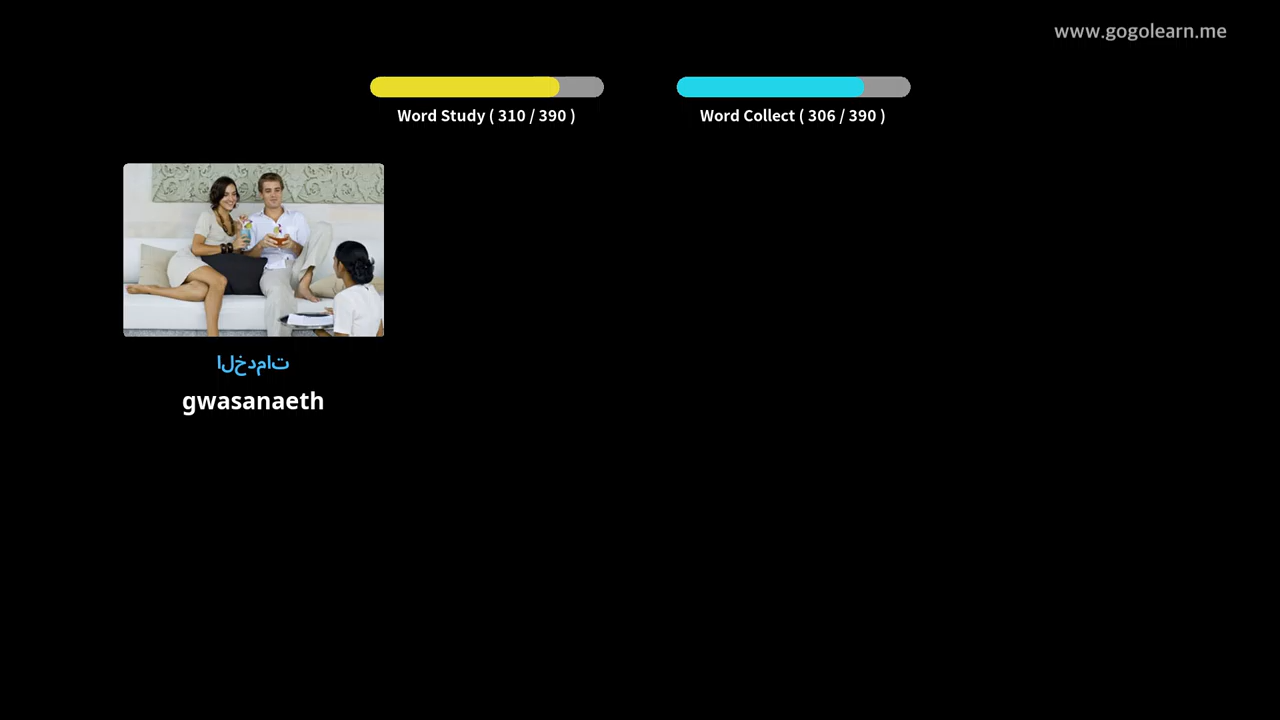 www.gogolearn.me
Word Study ( 310 / 390 )
Word Collect ( 306 / 390 )
الخدمات
gwasanaeth